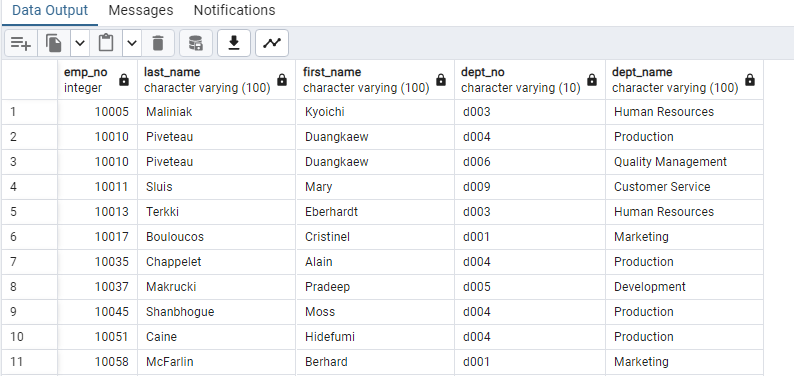 Data Output Messages Notifications
emp_no last_name first_name dept_no dept_name
integer character varying (100) character varying (100) character varying (10) character varying (100)
1 10005 Maliniak Kyoichi d003 Human Resources
2 10010 Piveteau Duangkaew d004 Production
3 10010 Piveteau Duangkaew d006 Quality Management
4 10011 Sluis Mary d009 Customer Service
5 10013 Terkki Eberhardt d003 Human Resources
6 10017 Bouloucos Cristinel d001 Marketing
7 10035 Chappelet Alain d004 Production
8 10037 Makrucki Pradeep d005 Development
9 10045 Shanbhogue Moss d004 Production
10 10051 Caine Hidefumi d004 Production
11 10058 McFarlin Berhard d001 Marketing